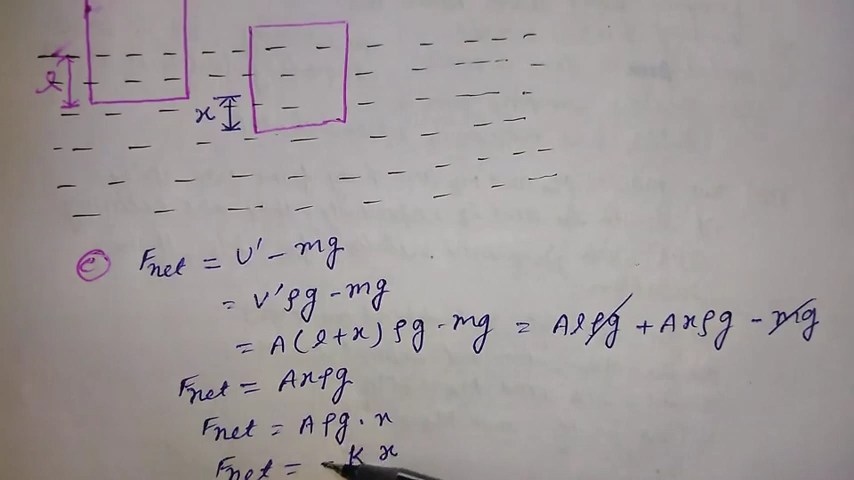 l
x
e Fnet = U' - mg
= V'ρg - mg
= A(l+x)ρg - mg = Alρg + Axρg - mg
Fnet = Axρg
Fnet = Aρg · x
Fnet = - K x